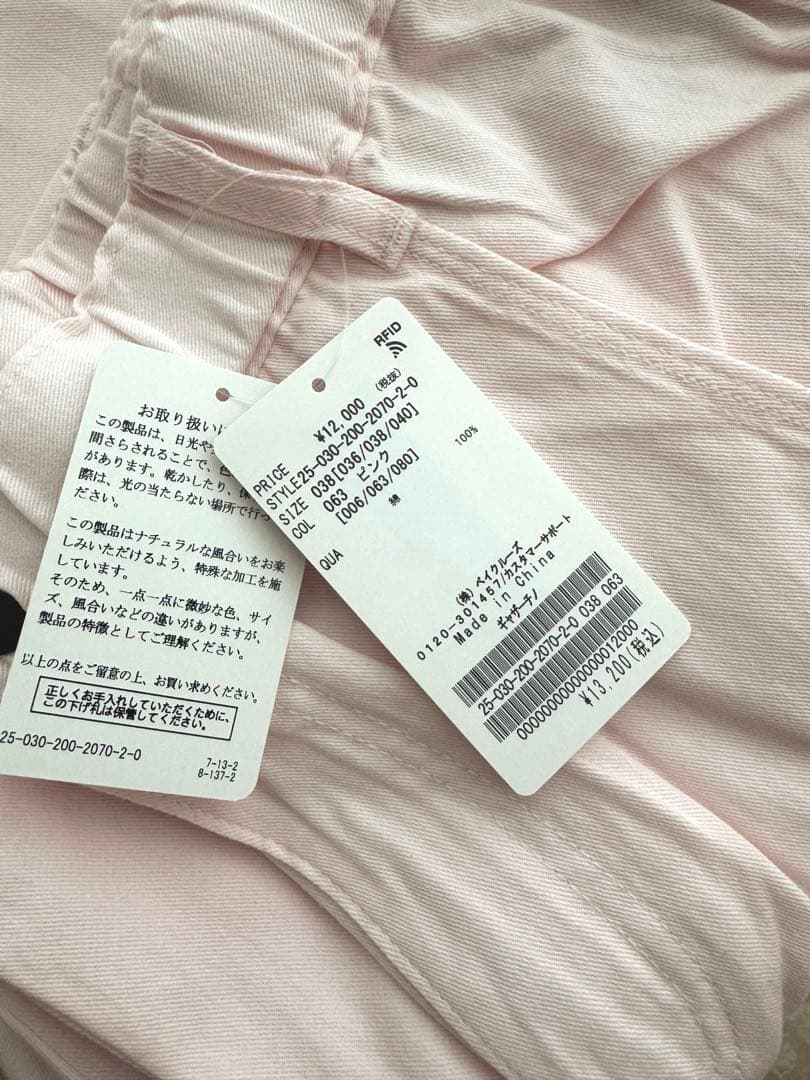 お取り扱いに
この製品は、日光や
間さらされることで、色
があります。乾かしたり、保
際は、光の当たらない場所で行っ
ださい。
この製品はナチュラルな風合いをお楽
しみいただけるよう、特殊な加工を施
しています。
そのため、一点一点に微妙な色、サイ
ズ、風合いなどの違いがありますが、
製品の特徴としてご理解ください。
以上の点をご留意の上、お買い求めください。
正しくお手入れしていただくために、
この下げ札は保管してください。
25-030-200-2070-2-0
7-13-2
8-137-2
RFID
PRICE ¥12,000 (税抜)
STYLE25-030-200-2070-2-0
SIZE 038[036/038/040]
COL 063 ピンク
[006/063/080]
QUA 綿 100%
(株)ベイクルーズ
0120-301457/カスタマーサポート
Made in China
ギャザーチノ
25-030-200-2070-2-0 038 063
0000000000000012000
¥13,200(税込)